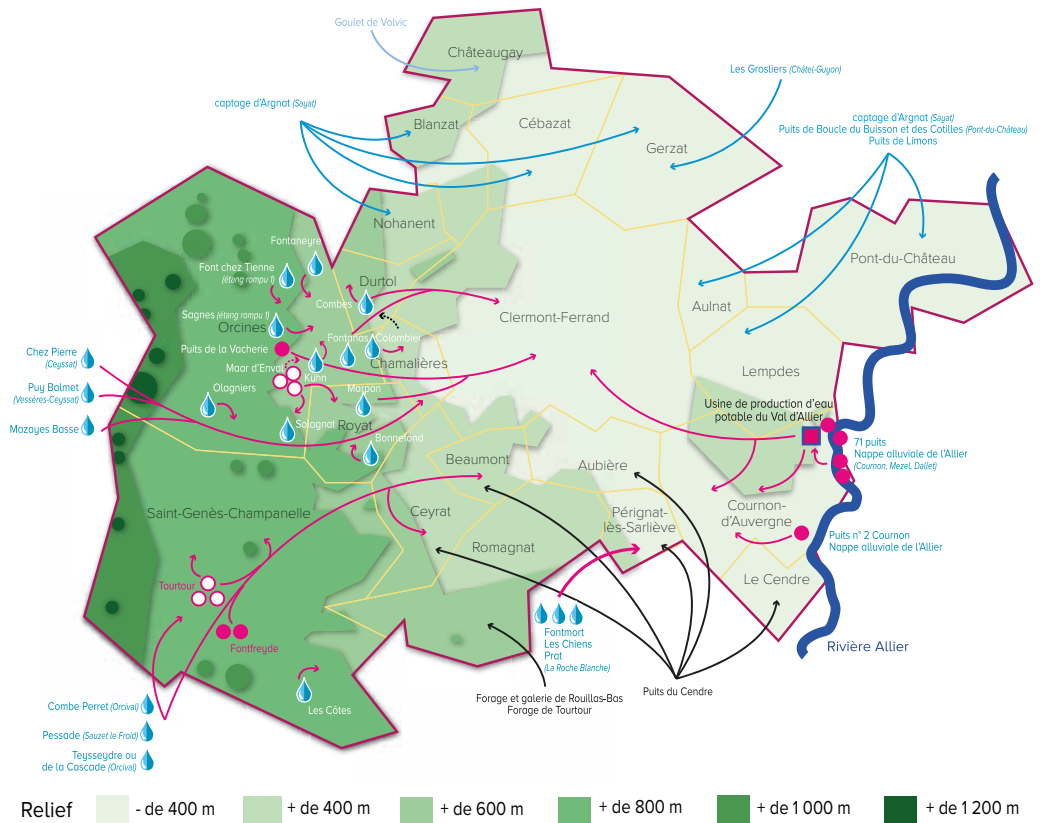 Goulet de Volvic
Châteaugay
Les Grosliers (Châtel-Guyon)
captage d'Argnat (Sayat)
Blanzat
Cébazat
Gerzat
captage d'Argnat (Sayat)
Puits de Boucle du Buisson et des Cotilles (Pont-du-Château)
Puits de Limons
Nohanent
Fontaneyre
Font chez Tienne
(étang rompu 1)
Durtol
Combes
Pont-du-Château
Aulnat
Sagnes (étang rompu 1)
Orcines
Clermont-Ferrand
Fontanas
Colombier
Puits de la Vacherie
Chamalières
Maar d'Enval
Kuhn
Chez Pierre
(Ceyssat)
Puy Balmet
(Vessères-Ceyssat)
Mazayes Basse
Olagniers
Marpon
Lempdes
Solagnat
Royat
Bonnefond
Usine de production d'eau
potable du Val d'Allier
71 puits
Nappe alluviale de l'Allier
(Cournon, Mezel, Dallet)
Beaumont
Aubière
Saint-Genès-Champanelle
Ceyrat
Pérignat-
lès-Sarliève
Cournon-
d'Auvergne
Romagnat
Puits n° 2 Cournon
Nappe alluviale de l'Allier
Le Cendre
Tourtour
Fontfreyde
Fontmort
Les Chiens
Prat
(La Roche Blanche)
Rivière Allier
Puits du Cendre
Forage et galerie de Rouillas-Bas
Forage de Tourtour
Les Côtes
Combe Perret (Orcival)
Pessade (Sauzet le Froid)
Teysseydre ou
de la Cascade (Orcival)
Relief
- de 400 m
+ de 400 m
+ de 600 m
+ de 800 m
+ de 1 000 m
+ de 1 200 m